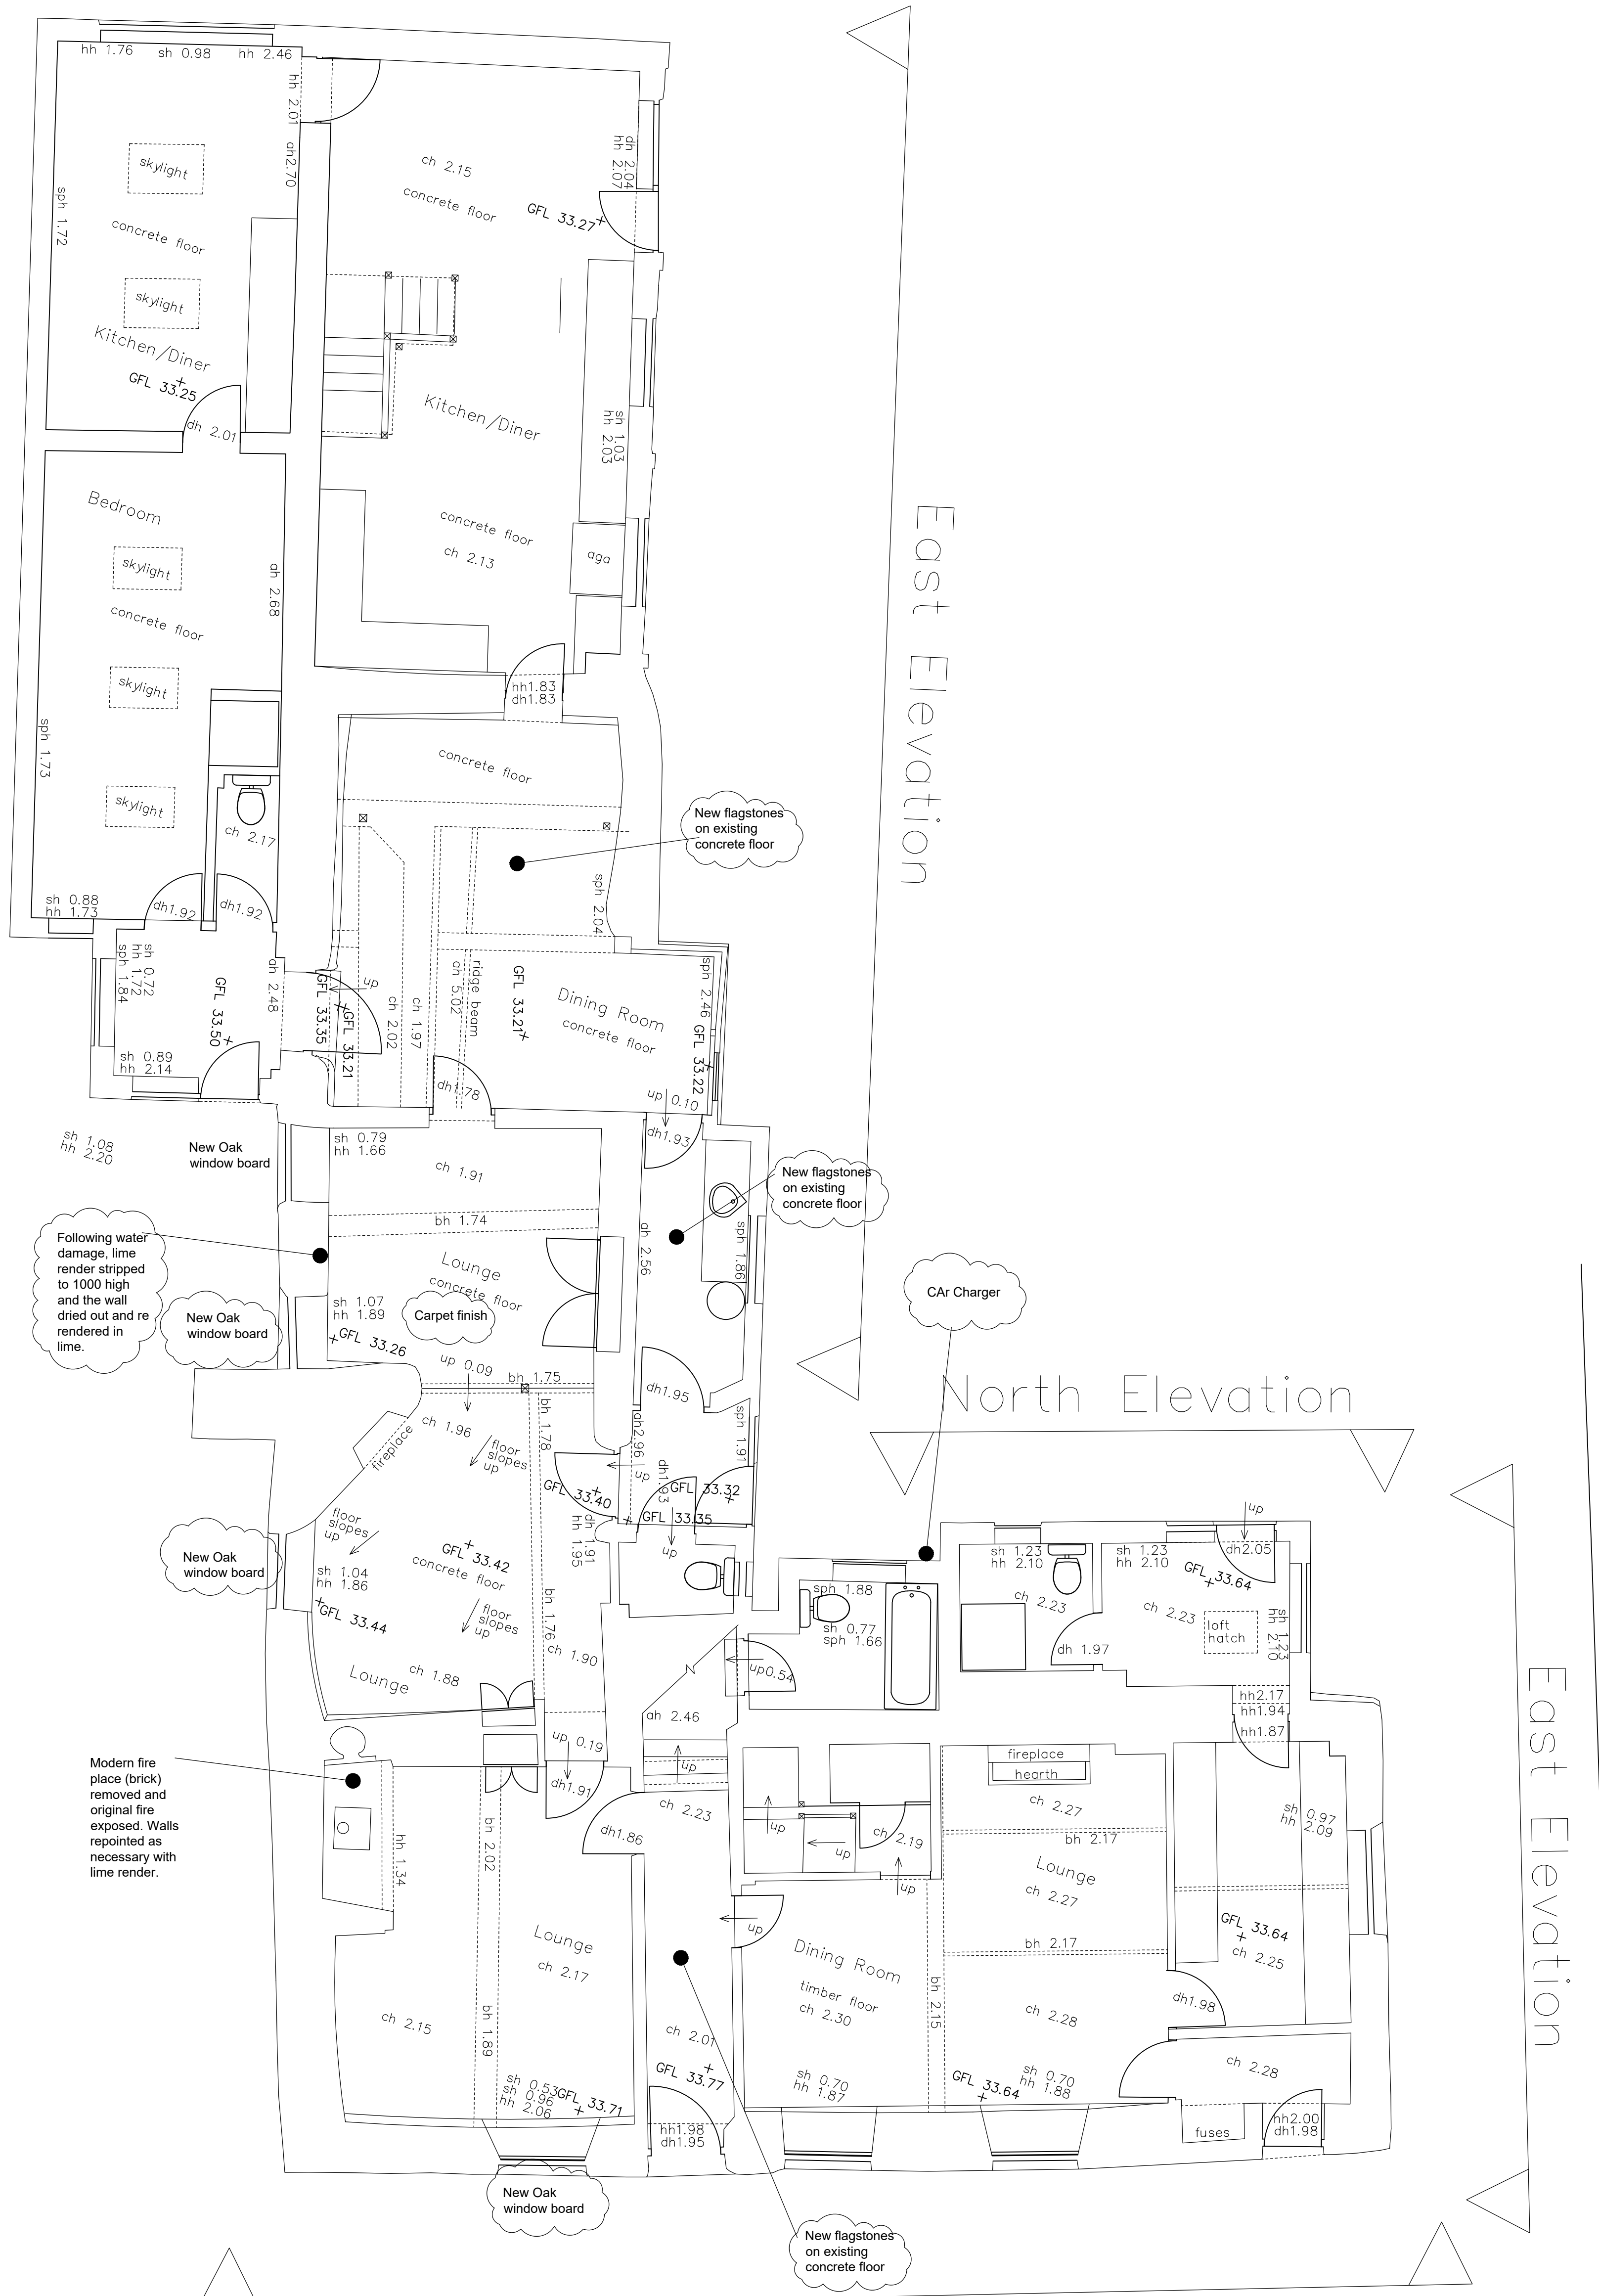 hh 1.76
sh 0.98
hh 2.46
hh 2.01
ah2.70
skylight
sph 1.72
concrete floor
skylight
Kitchen/Diner
GFL 33.25
dh 2.01
ch 2.15
concrete floor
GFL 33.27
dh 2.04
hh 2.07
Kitchen/Diner
sh 1.03
hh 2.03
concrete floor
ch 2.13
aga
hh1.83
dh1.83
East Elevation
Bedroom
skylight
concrete floor
ah 2.68
skylight
sph 1.73
skylight
ch 2.17
sh 0.88
hh 1.73
dh1.92
dh1.92
concrete floor
New flagstones
on existing
concrete floor
sph 2.04
sh 0.72
hh 1.72
sph 1.84
GFL 33.50
ah 2.48
GFL 33.35
up
GFL 33.21
ch 2.02
ch 1.97
ah 5.02
ridge beam
GFL 33.21
Dining Room
concrete floor
sph 2.46
GFL 33.22
sh 0.89
hh 2.14
dh1.78
up 0.10
dh1.93
sh 1.08
hh 2.20
New Oak
window board
sh 0.79
hh 1.66
ch 1.91
bh 1.74
New flagstones
on existing
concrete floor
ah 2.56
sph 1.86
Following water
damage, lime
render stripped
to 1000 high
and the wall
dried out and re
rendered in
lime.
New Oak
window board
Lounge
concrete floor
Carpet finish
sh 1.07
hh 1.89
GFL 33.26
up 0.09
bh 1.75
dh1.95
CAr Charger
North Elevation
ch 1.96
bh 1.78
fireplace
floor
slopes
up
ah2.96
up
sph 1.91
dh1.93
GFL 33.40
GFL 33.32
GFL 33.35
up
floor
slopes
up
GFL 33.42
concrete floor
dh 1.91
hh 1.95
New Oak
window board
sh 1.04
hh 1.86
GFL 33.44
floor
slopes
up
bh 1.76
ch 1.90
Lounge
ch 1.88
sph 1.88
sh 0.77
sph 1.66
up0.54
sh 1.23
hh 2.10
ch 2.23
dh 1.97
sh 1.23
hh 2.10
up
dh2.05
GFL 33.64
ch 2.23
loft
hatch
sh 1.23
hh 2.10
hh2.17
hh1.94
hh1.87
East Elevation
ah 2.46
up
up 0.19
dh1.91
ch 2.23
dh1.86
Modern fire
place (brick)
removed and
original fire
exposed. Walls
repointed as
necessary with
lime render.
hh 1.34
bh 2.02
Lounge
ch 2.17
ch 2.15
bh 1.89
sh 0.53
sh 0.96
hh 2.06
GFL 33.71
up
up
ch 2.19
up
up
fireplace
hearth
ch 2.27
bh 2.17
Lounge
ch 2.27
bh 2.17
sh 0.97
hh 2.09
GFL 33.64
ch 2.25
Dining Room
timber floor
ch 2.30
bh 2.15
ch 2.28
dh1.98
ch 2.01
GFL 33.77
sh 0.70
hh 1.87
GFL 33.64
sh 0.70
hh 1.88
ch 2.28
hh1.98
dh1.95
fuses
hh2.00
dh1.98
New Oak
window board
New flagstones
on existing
concrete floor